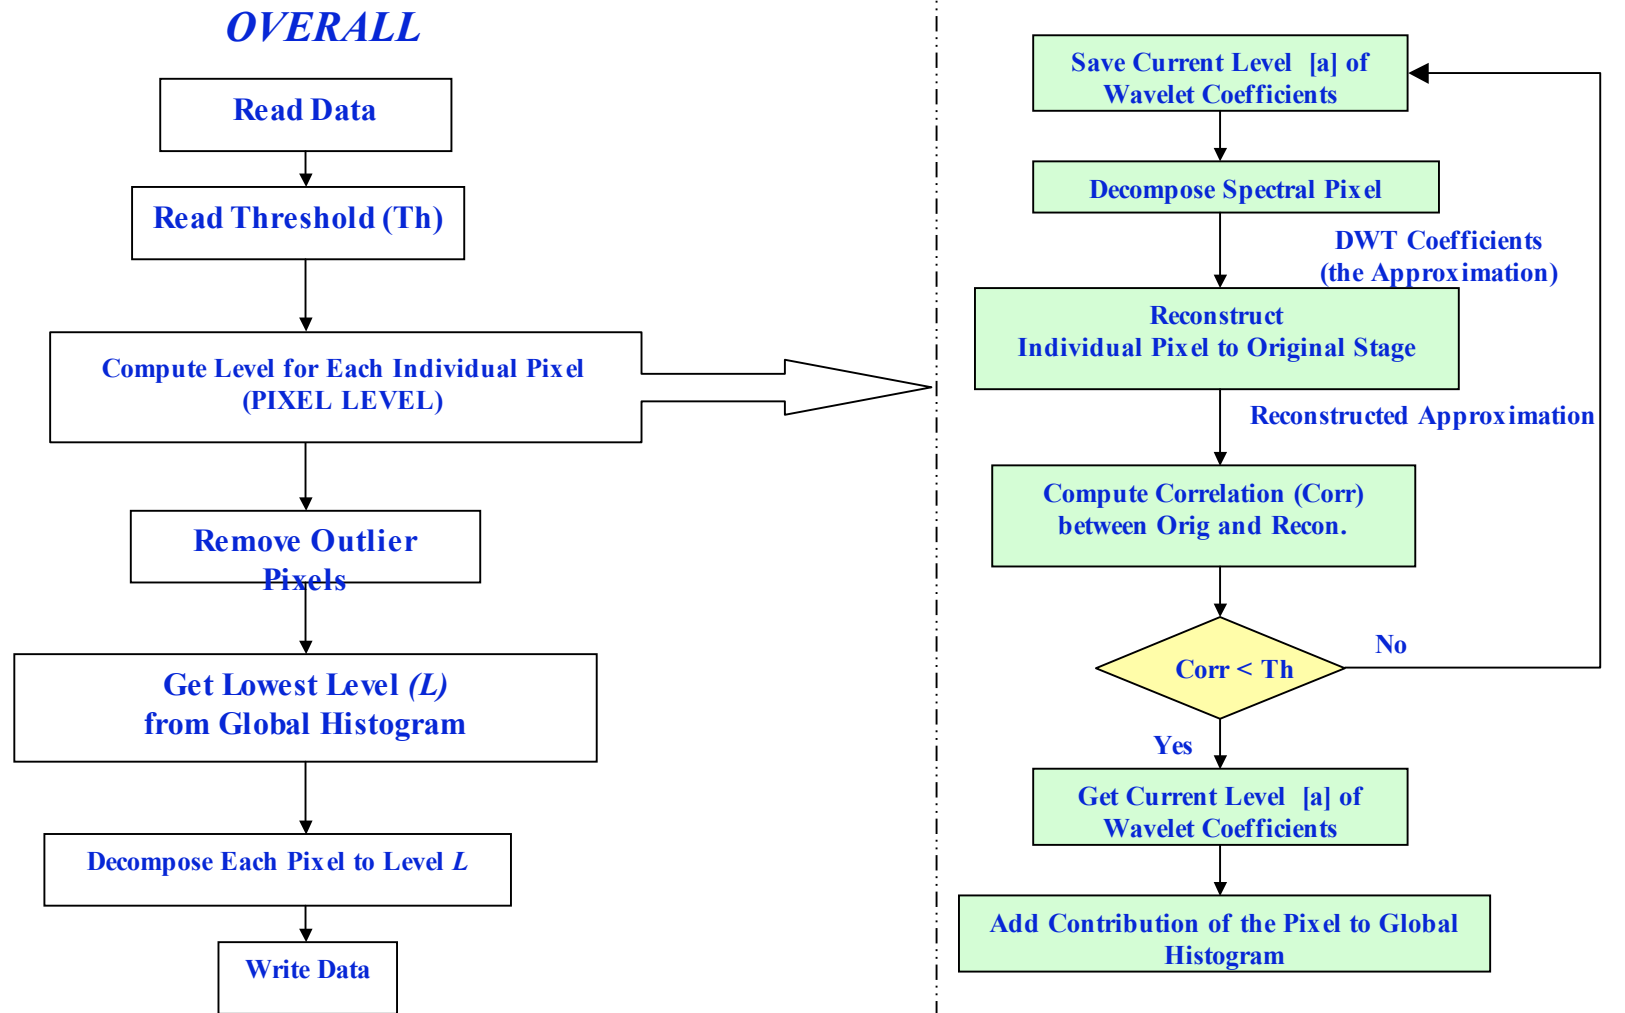 OVERALL
Read Data
Read Threshold (Th)
Compute Level for Each Individual Pixel
(PIXEL LEVEL)
Remove Outlier
Pixels
Get Lowest Level (L)
from Global Histogram
Decompose Each Pixel to Level L
Write Data
Save Current Level [a] of
Wavelet Coefficients
Decompose Spectral Pixel
DWT Coefficients
(the Approximation)
Reconstruct
Individual Pixel to Original Stage
Reconstructed Approximation
Compute Correlation (Corr)
between Orig and Recon.
Corr < Th
No
Yes
Get Current Level [a] of
Wavelet Coefficients
Add Contribution of the Pixel to Global
Histogram